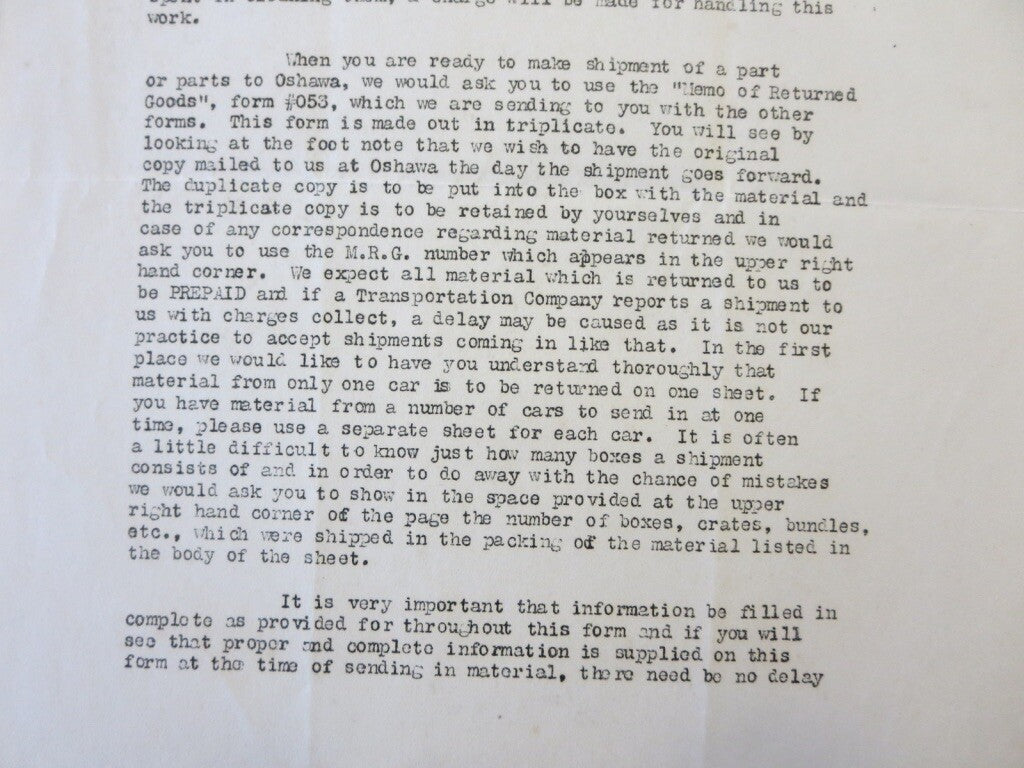 spent in cleaning them, a charge will be made for handling this
work.
When you are ready to make shipment of a part
or parts to Oshawa, we would ask you to use the "Memo of Returned
Goods", form #053, which we are sending to you with the other
forms. This form is made out in triplicate. You will see by
looking at the foot note that we wish to have the original
copy mailed to us at Oshawa the day the shipment goes forward.
The duplicate copy is to be put into the box with the material and
the triplicate copy is to be retained by yourselves and in
case of any correspondence regarding material returned we would
ask you to use the M.R.G. number which appears in the upper right
hand corner. We expect all material which is returned to us to
be PREPAID and if a Transportation Company reports a shipment to
us with charges collect, a delay may be caused as it is not our
practice to accept shipments coming in like that. In the first
place we would like to have you understand thoroughly that
material from only one car is to be returned on one sheet. If
you have material from a number of cars to send in at one
time, please use a separate sheet for each car. It is often
a little difficult to know just how many boxes a shipment
consists of and in order to do away with the chance of mistakes
we would ask you to show in the space provided at the upper
right hand corner of the page the number of boxes, crates, bundles,
etc., which were shipped in the packing of the material listed in
the body of the sheet.
It is very important that information be filled in
complete as provided for throughout this form and if you will
see that proper and complete information is supplied on this
form at the time of sending in material, there need be no delay